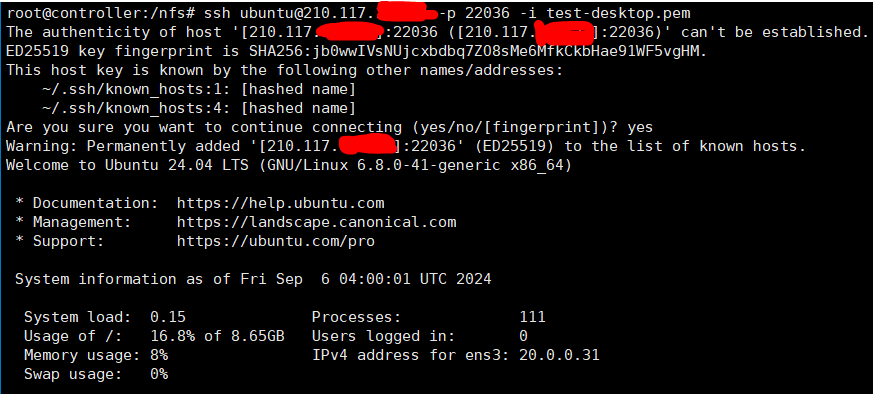 root@controller:/nfs# ssh ubuntu@210.117. -p 22036 -i test-desktop.pem
The authenticity of host '[210.117. ]:22036 ([210.117. ]:22036)' can't be established.
ED25519 key fingerprint is SHA256:jb0wwIVsNUjcxbdbq7ZO8sMe6MfkCkbHae91WF5vgHM.
This host key is known by the following other names/addresses:
    ~/.ssh/known_hosts:1: [hashed name]
    ~/.ssh/known_hosts:4: [hashed name]
Are you sure you want to continue connecting (yes/no/[fingerprint])? yes
Warning: Permanently added '[210.117. ]:22036' (ED25519) to the list of known hosts.
Welcome to Ubuntu 24.04 LTS (GNU/Linux 6.8.0-41-generic x86_64)

 * Documentation:  https://help.ubuntu.com
 * Management:     https://landscape.canonical.com
 * Support:        https://ubuntu.com/pro

 System information as of Fri Sep  6 04:00:01 UTC 2024

  System load:  0.15              Processes:             111
  Usage of /:   16.8% of 8.65GB   Users logged in:       0
  Memory usage: 8%                IPv4 address for ens3: 20.0.0.31
  Swap usage:   0%